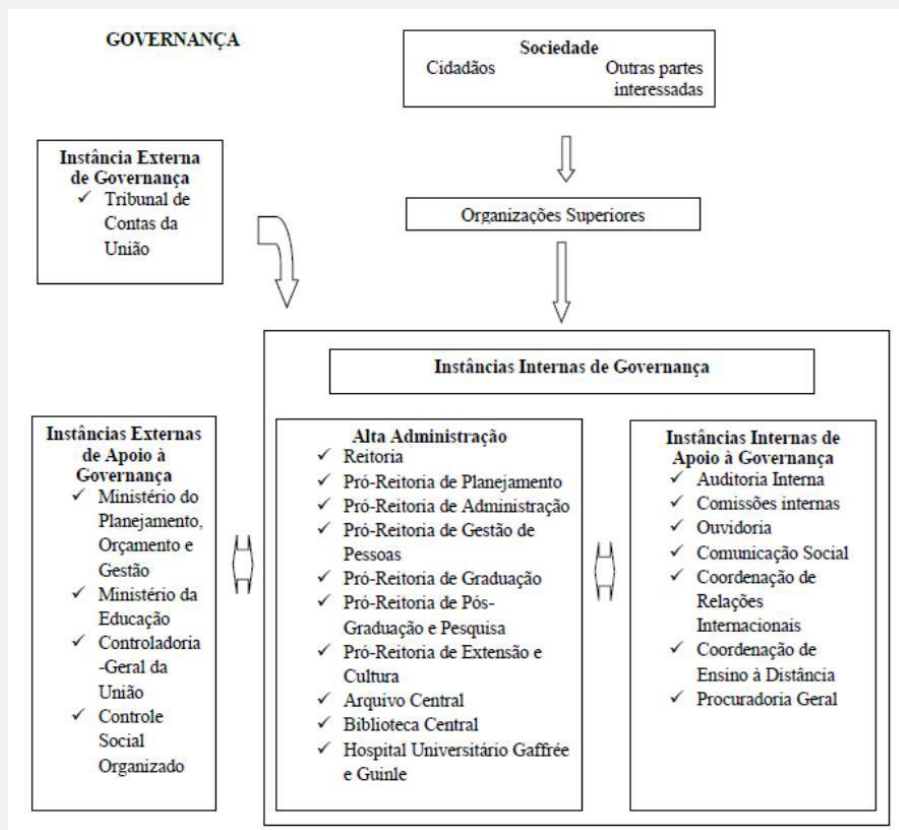 GOVERNANÇA
Sociedade
Cidadãos Outras partes
interessadas
Instância Externa
de Governança
✓ Tribunal de
Contas da
União
Organizações Superiores
Instâncias Internas de Governança
Instâncias Externas
de Apoio à
Governança
✓ Ministério do
Planejamento,
Orçamento e
Gestão
✓ Ministério da
Educação
✓ Controladoria
-Geral da
União
✓ Controle
Social
Organizado
Alta Administração
✓ Reitoria
✓ Pró-Reitoria de Planejamento
✓ Pró-Reitoria de Administração
✓ Pró-Reitoria de Gestão de
Pessoas
✓ Pró-Reitoria de Graduação
✓ Pró-Reitoria de Pós-
Graduação e Pesquisa
✓ Pró-Reitoria de Extensão e
Cultura
✓ Arquivo Central
✓ Biblioteca Central
✓ Hospital Universitário Gaffrée
e Guinle
Instâncias Internas de
Apoio à Governança
✓ Auditoria Interna
✓ Comissões internas
✓ Ouvidoria
✓ Comunicação Social
✓ Coordenação de
Relações
Internacionais
✓ Coordenação de
Ensino à Distância
✓ Procuradoria Geral